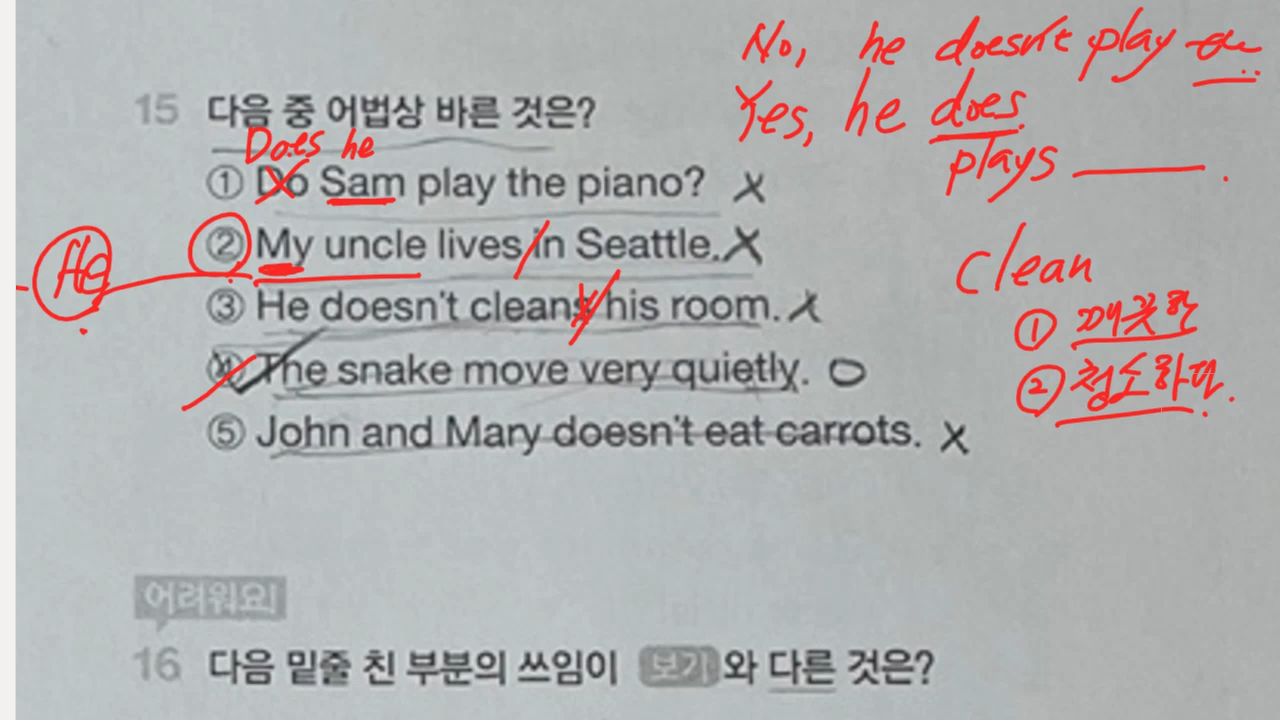 No, he doesn't play
Yes, he does
plays
15 다음 중 어법상 바른 것은?
Does he
① Do Sam play the piano? X
He
② My uncle lives in Seattle. X
③ He doesn't cleans his room. X
④ The snake move very quietly. O
⑤ John and Mary doesn't eat carrots. X
clean
① 깨끗한
② 청소하다.
어려워요!
16 다음 밑줄 친 부분의 쓰임이 보기와 다른 것은?